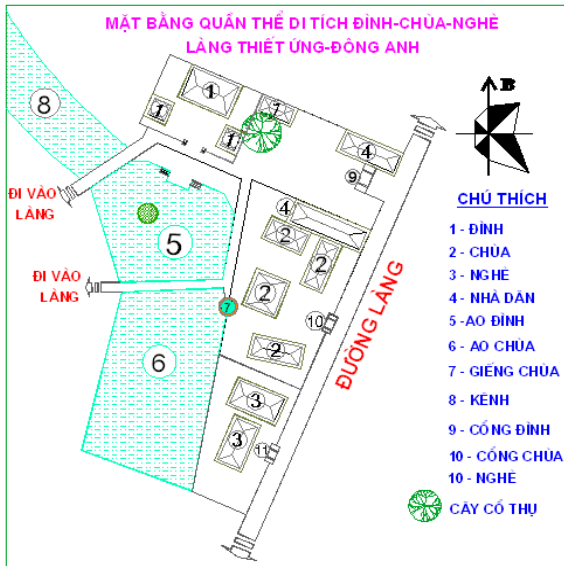 MẶT BẰNG QUẦN THỂ DI TÍCH ĐÌNH-CHÙA-NGHÈ
LÀNG THIẾT ỨNG-ĐÔNG ANH
8
1
1
1
1
B
4
9
ĐI VÀO
LÀNG
CHÚ THÍCH
4
1 - ĐÌNH
2
2
2 - CHÙA
5
3 - NGHÈ
ĐI VÀO
LÀNG
2
4 - NHÀ DÂN
7
10
ĐƯỜNG LÀNG
5 -AO ĐÌNH
6
2
6 - AO CHÙA
7 - GIẾNG CHÙA
3
8 - KÊNH
3
11
9 - CỔNG ĐÌNH
10 - CỔNG CHÙA
10 - NGHÈ
CÂY CỔ THỤ